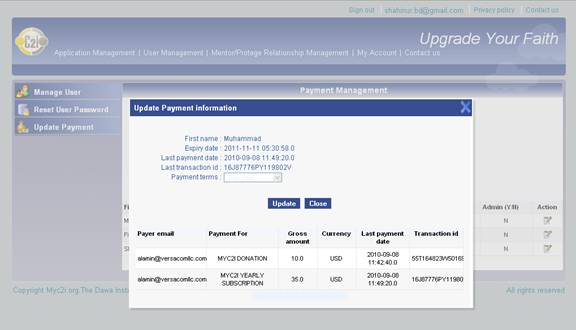 Sign out | shahinur.bd@gmail.com | Privacy policy | Contact us
C2i
Upgrade Your Faith
Application Management | User Management | Mentor/Protege Relationship Management | My Account | Contact us
Manage User
Reset User Password
Update Payment
Payment Management
Update Payment information
X
First name : Muhammad
Expiry date : 2011-11-11 05:30:58.0
Last payment date : 2010-09-08 11:49:20.0
Last transaction id : 16J87776PY119802V
Payment terms :
Update Close
Admin (Y/N) Action
N
N
N
Payer email Payment For Gross amount Currency Last payment date Transaction id
alamin@versacomllc.com MYC2I DONATION 10.0 USD 2010-09-08 11:42:40.0
alamin@versacomllc.com MYC2I YEARLY SUBSCRIPTION 35.0 USD 2010-09-08 11:49:20.0 16J87776PY11980
Copyright Myc2i.org.The Dawa Inst
All rights reserved